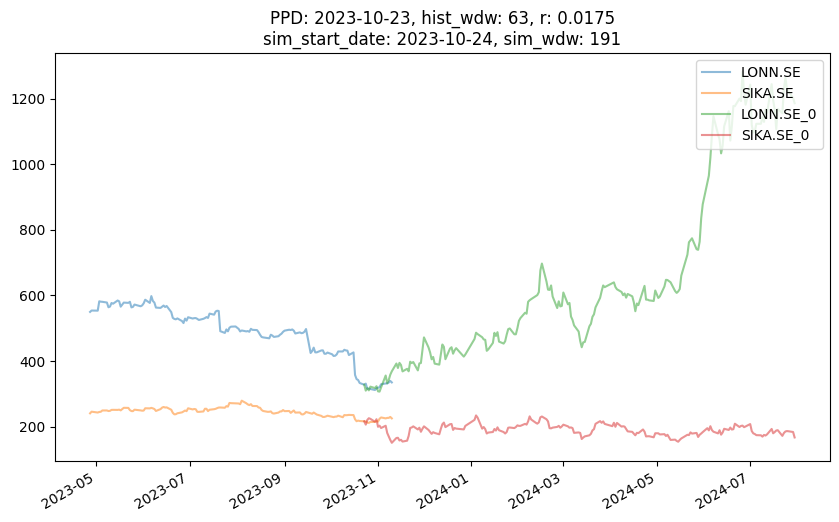 PPD: 2023-10-23, hist_wdw: 63, r: 0.0175
sim_start_date: 2023-10-24, sim_wdw: 191
LONN.SE
SIKA.SE
LONN.SE_0
SIKA.SE_0
1200
1000
800
600
400
200
2023-05
2023-07
2023-09
2023-11
2024-01
2024-03
2024-05
2024-07